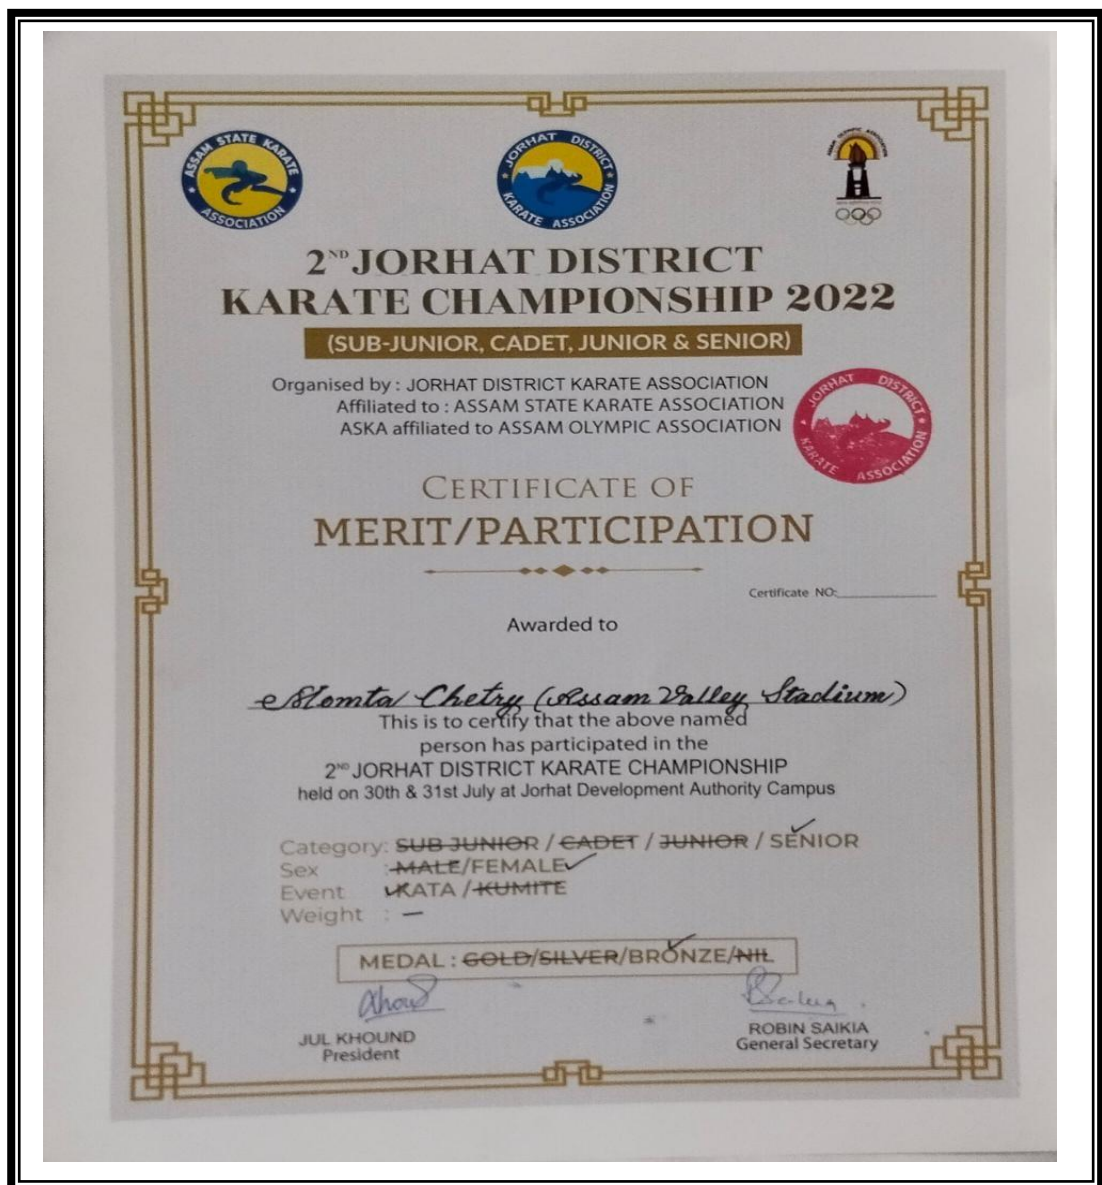 ASSAM STATE KARATE ASSOCIATION
JORHAT DISTRICT KARATE ASSOCIATION
ASSAM OLYMPIC ASSOCIATION
2ND JORHAT DISTRICT
KARATE CHAMPIONSHIP 2022
(SUB-JUNIOR, CADET, JUNIOR & SENIOR)
Organised by : JORHAT DISTRICT KARATE ASSOCIATION
Affiliated to : ASSAM STATE KARATE ASSOCIATION
ASKA affiliated to ASSAM OLYMPIC ASSOCIATION
JORHAT DISTRICT KARATE ASSOCIATION
CERTIFICATE OF
MERIT/PARTICIPATION
Certificate NO:
Awarded to
Chetry (Assam Valley Stadium)
This is to certify that the above named
person has participated in the
2ND JORHAT DISTRICT KARATE CHAMPIONSHIP
held on 30th & 31st July at Jorhat Development Authority Campus
Category: SUB JUNIOR / CADET / JUNIOR / SENIOR
Sex : MALE/FEMALE
Event KATA / KUMITE
Weight : —
MEDAL : GOLD/SILVER/BRONZE/NIL
JUL KHOUND
President
ROBIN SAIKIA
General Secretary